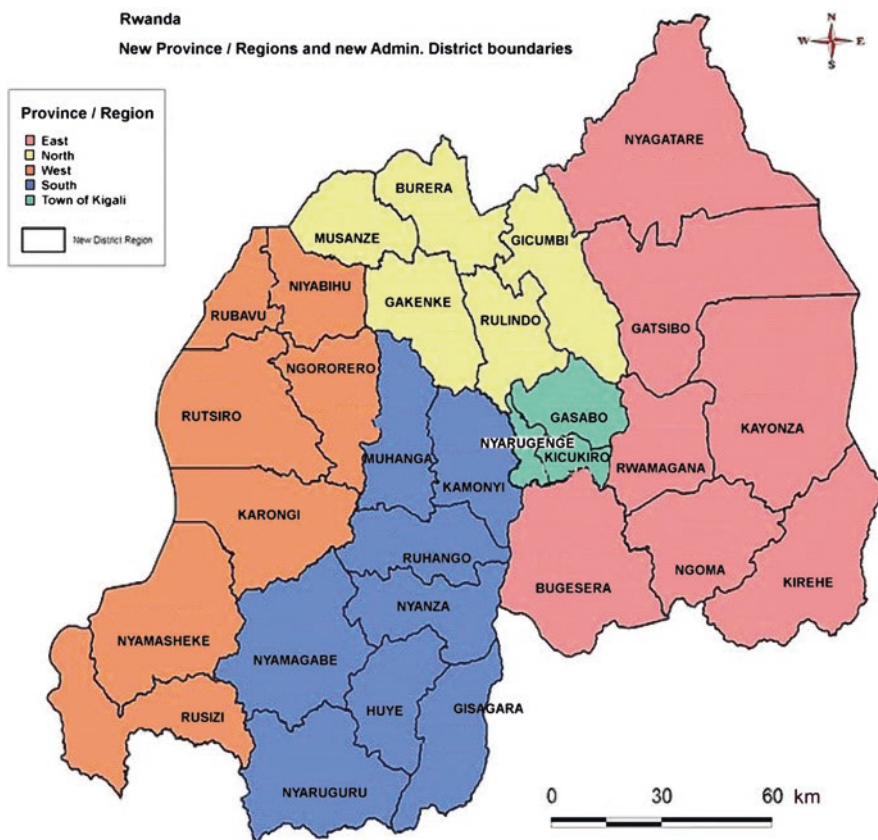 Rwanda
New Province / Regions and new Admin. District boundaries
N
W E
S
Province / Region
East
North
West
South
Town of Kigali
New District Region
NYAGATARE
BURERA
MUSANZE
GICUMBI
NIYABIHU
RUBAVU
GAKENKE
RULINDO
GATSIBO
NGORORERO
RUTSIRO
GASABO
KAYONZA
NYARUGENGE
MUHANGA
KICUKIRO
RWAMAGANA
KAMONYI
KARONGI
RUHANGO
NGOMA
BUGESERA
KIREHE
NYANZA
NYAMASHEKE
NYAMAGABE
HUYE
GISAGARA
RUSIZI
NYARUGURU
0 30 60 km